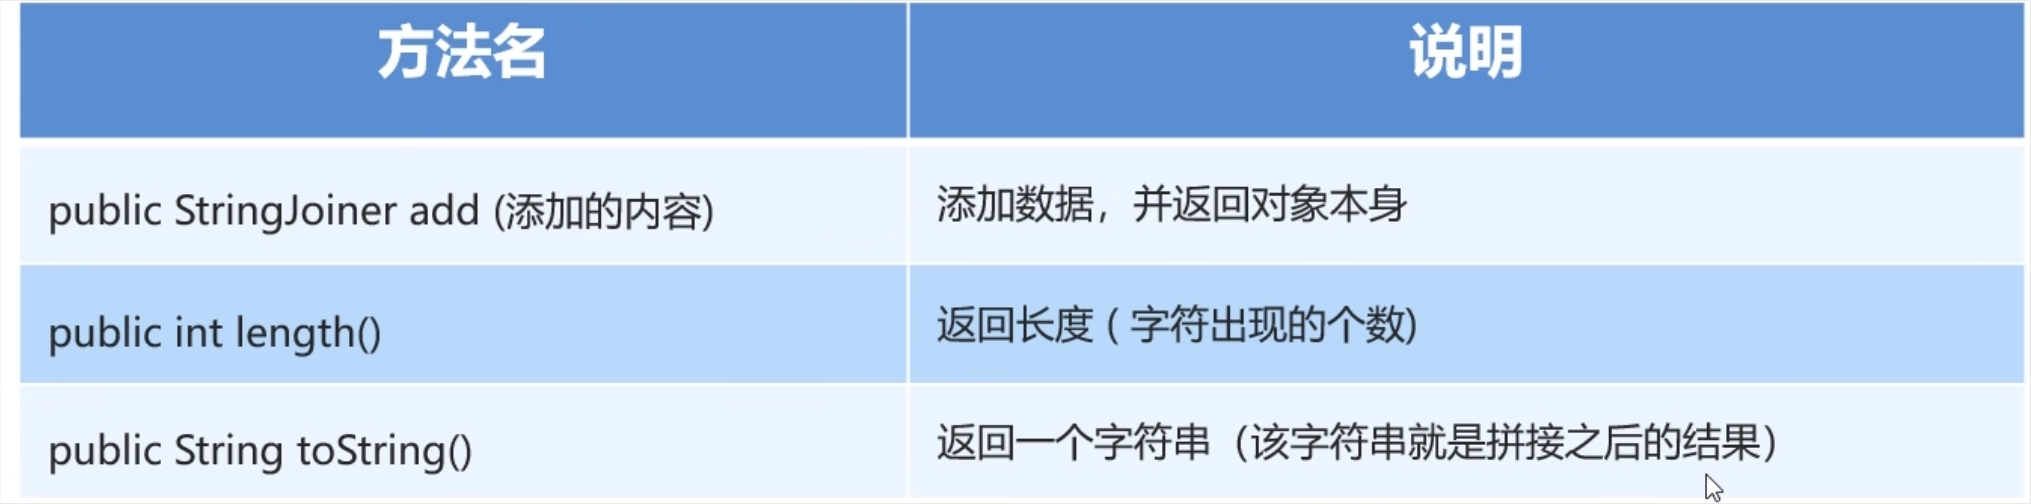 方法名
说明
public StringJoiner add (添加的内容)
添加数据，并返回对象本身
public int length()
返回长度 ( 字符出现的个数)
public String toString()
返回一个字符串（该字符串就是拼接之后的结果）